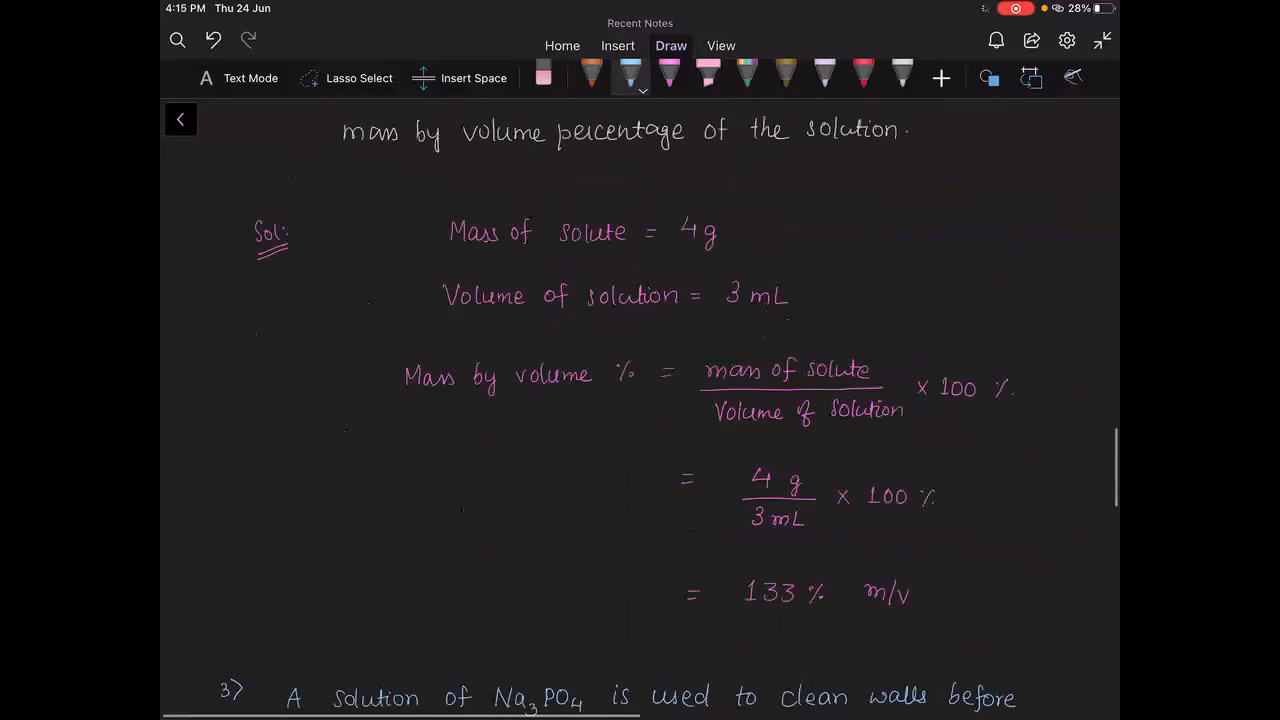 4:15 PM Thu 24 Jun
28%
Recent Notes
Home Insert Draw View
A Text Mode Lasso Select Insert Space
mass by volume percentage of the solution.
Sol:
Mass of solute = 4 g
Volume of solution = 3 mL
Mass by volume % = mass of solute / Volume of solution × 100 %.
= 4 g / 3 mL × 100 %
= 133 % m/v
3) A solution of Na₃PO₄ is used to clean walls before